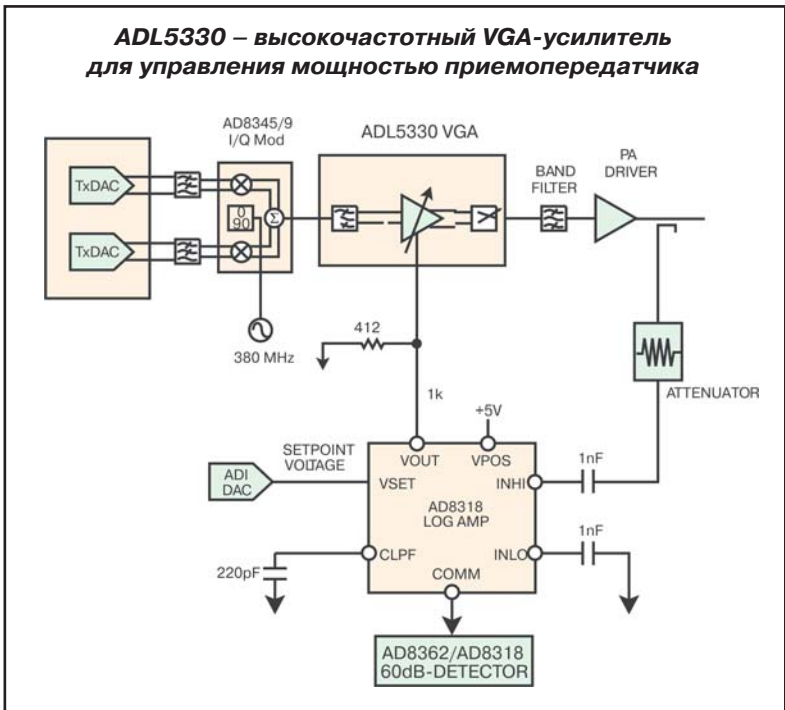 ADL5330 – высокочастотный VGA-усилитель
для управления мощностью приемопередатчика
AD8345/9
I/Q Mod
ADL5330 VGA
BAND
FILTER
PA
DRIVER
TxDAC
TxDAC
0
90
Σ
380 MHz
412
1k
+5V
ATTENUATOR
SETPOINT
VOLTAGE
ADI
DAC
VOUT
VPOS
VSET
INHI
1nF
AD8318
LOG AMP
CLPF
INLO
1nF
220pF
COMM
AD8362/AD8318
60dB-DETECTOR